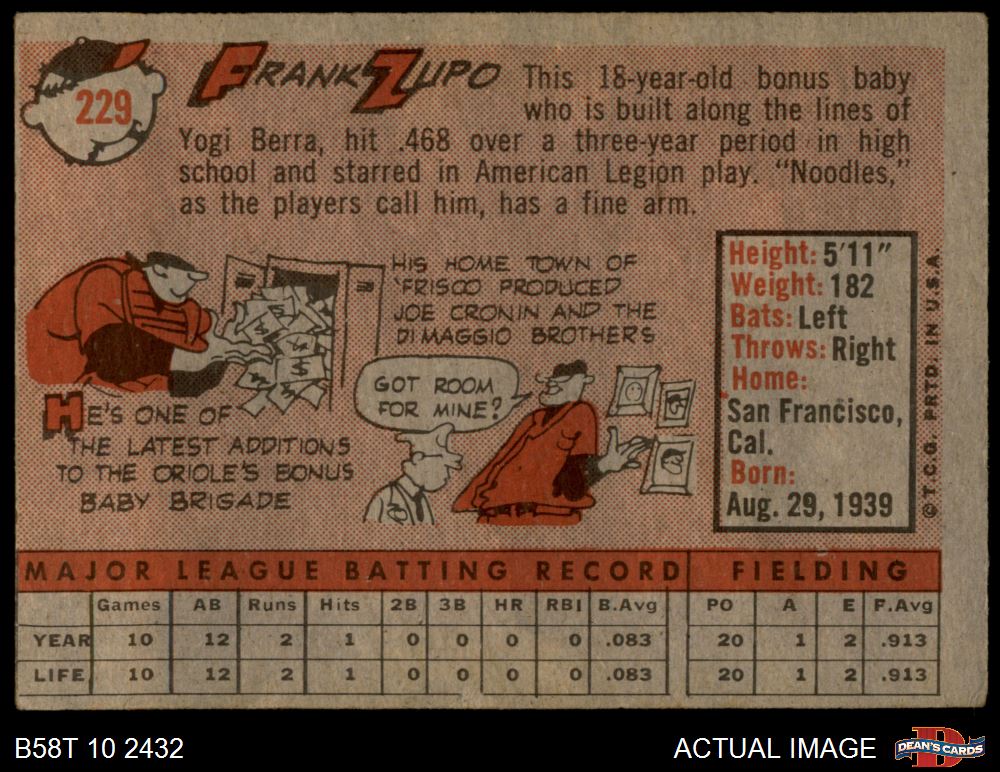 229
FRANK ZUPO
This 18-year-old bonus baby
who is built along the lines of
Yogi Berra, hit .468 over a three-year period in high
school and starred in American Legion play. "Noodles,"
as the players call him, has a fine arm.
HIS HOME TOWN OF
'FRISCO PRODUCED
JOE CRONIN AND THE
DI MAGGIO BROTHERS
GOT ROOM
FOR MINE?
HE'S ONE OF
THE LATEST ADDITIONS
TO THE ORIOLE'S BONUS
BABY BRIGADE
Height: 5'11"
Weight: 182
Bats: Left
Throws: Right
Home:
San Francisco,
Cal.
Born:
Aug. 29, 1939
© T.C.G. PRTD. IN U.S.A.
MAJOR LEAGUE BATTING RECORD FIELDING
Games AB Runs Hits 2B 3B HR RBI B.Avg PO A E F.Avg
YEAR 10 12 2 1 0 0 0 0 .083 20 1 2 .913
LIFE 10 12 2 1 0 0 0 0 .083 20 1 2 .913
B58T 10 2432
ACTUAL IMAGE
D
DEAN'S CARDS